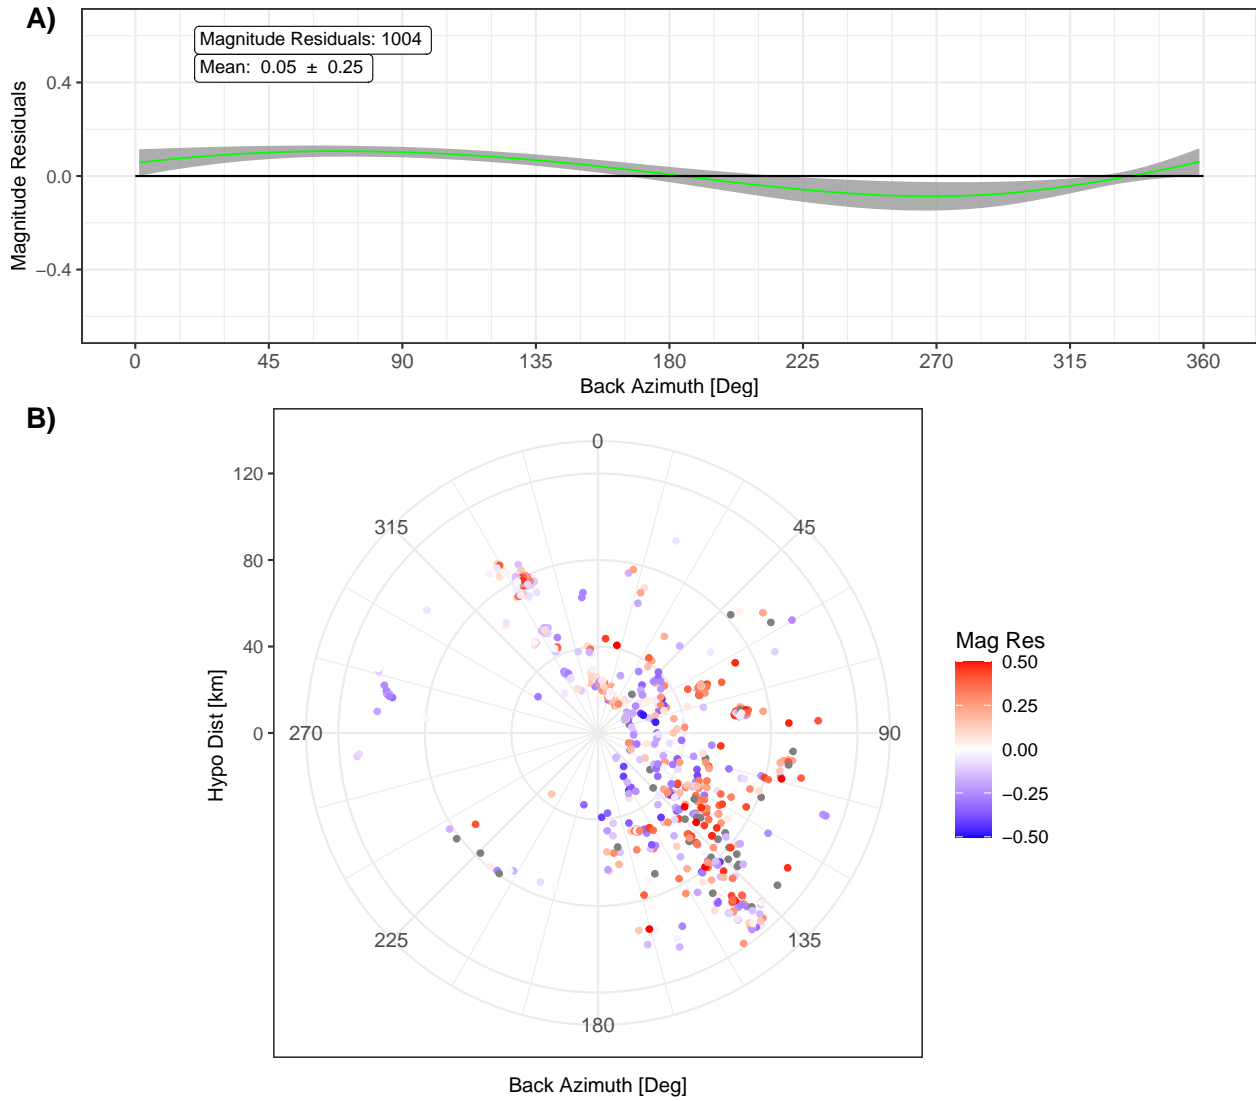 A)
Magnitude Residuals: 1004
Mean:  0.05  ±  0.25
Magnitude Residuals
0.4
0.0
−0.4
0 45 90 135 180 225 270 315 360
Back Azimuth [Deg]
B)
Hypo Dist [km]
120
80
40
0
0
45
90
135
180
225
270
315
Back Azimuth [Deg]
Mag Res
0.50
0.25
0.00
−0.25
−0.50